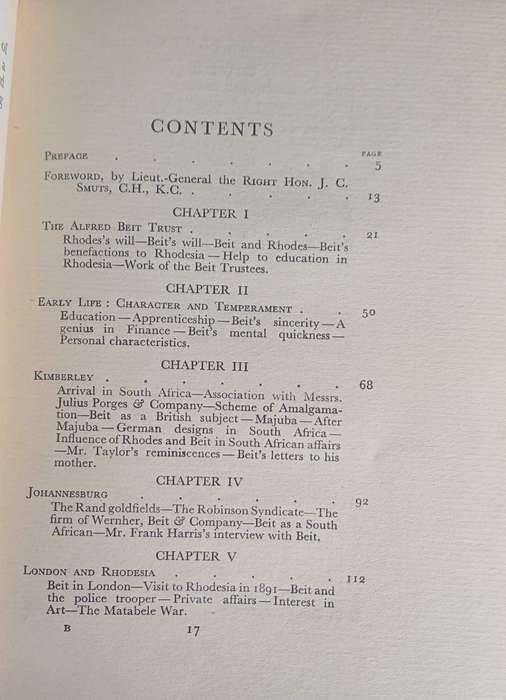 CONTENTS
PAGE
PREFACE . . . . . . . 5
FOREWORD, by Lieut.-General the RIGHT HON. J. C.
SMUTS, C.H., K.C. . . . . . 13
CHAPTER I
THE ALFRED BEIT TRUST . . . . . 21
Rhodes's will—Beit's will—Beit and Rhodes—Beit's
benefactions to Rhodesia—Help to education in
Rhodesia—Work of the Beit Trustees.
CHAPTER II
EARLY LIFE : CHARACTER AND TEMPERAMENT . . 50
Education—Apprenticeship—Beit's sincerity—A
genius in Finance—Beit's mental quickness—
Personal characteristics.
CHAPTER III
KIMBERLEY . . . . . . . 68
Arrival in South Africa—Association with Messrs.
Julius Porges & Company—Scheme of Amalgama-
tion—Beit as a British subject—Majuba—After
Majuba—German designs in South Africa—
Influence of Rhodes and Beit in South African affairs
—Mr. Taylor's reminiscences—Beit's letters to his
mother.
CHAPTER IV
JOHANNESBURG . . . . . . 92
The Rand goldfields—The Robinson Syndicate—The
firm of Wernher, Beit & Company—Beit as a South
African—Mr. Frank Harris's interview with Beit.
CHAPTER V
LONDON AND RHODESIA . . . . . 112
Beit in London—Visit to Rhodesia in 1891—Beit and
the police trooper—Private affairs—Interest in
Art—The Matabele War.
B 17